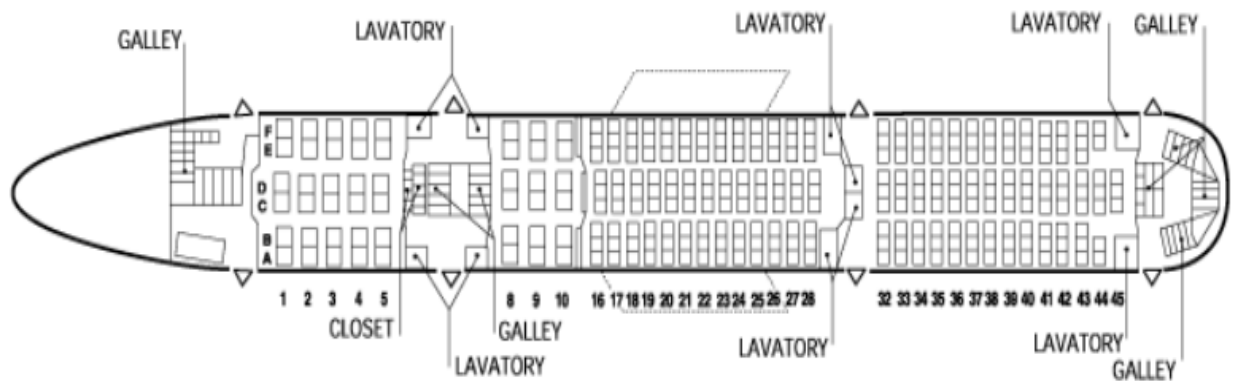 LAVATORY
LAVATORY
LAVATORY
GALLEY
GALLEY
F
E
D
C
B
A
1 2 3 4 5 8 9 10 16 17 18 19 20 21 22 23 24 25 26 27 28 32 33 34 35 36 37 38 39 40 41 42 43 44 45
CLOSET
GALLEY
LAVATORY
LAVATORY
LAVATORY
GALLEY